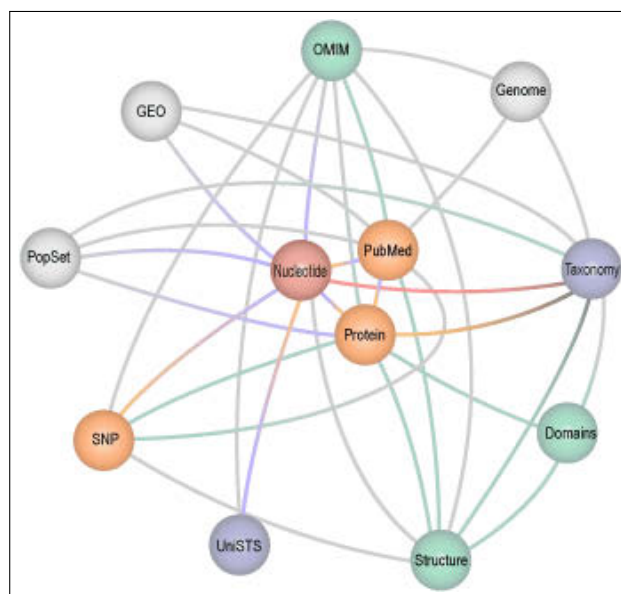 OMIM
Genome
GEO
PopSet
PubMed
Nucleotide
Taxonomy
Protein
SNP
Domains
UniSTS
Structure